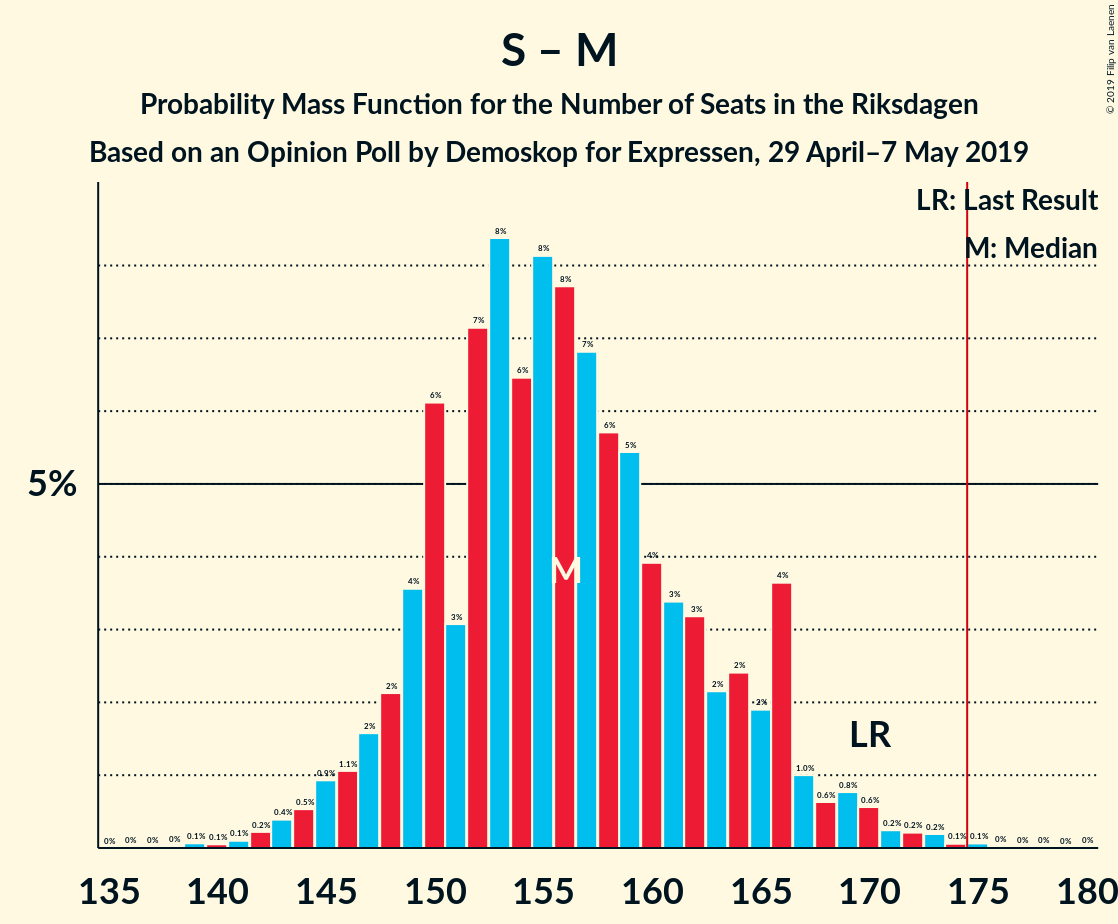 S – M
Probability Mass Function for the Number of Seats in the Riksdagen
Based on an Opinion Poll by Demoskop for Expressen, 29 April–7 May 2019
© 2019 Filip van Laenen
LR: Last Result
M: Median
5%
0% 0% 0% 0% 0.1% 0.1% 0.1% 0.2% 0.4% 0.5% 0.9% 1.1% 2% 2% 4% 6% 3% 7% 8% 6% 8% 8% 7% 6% 5% 4% 3% 3% 2% 2% 2% 4% 1.0% 0.6% 0.8% 0.6% 0.2% 0.2% 0.2% 0.1% 0.1% 0% 0% 0% 0% 0%
M
LR
135 140 145 150 155 160 165 170 175 180